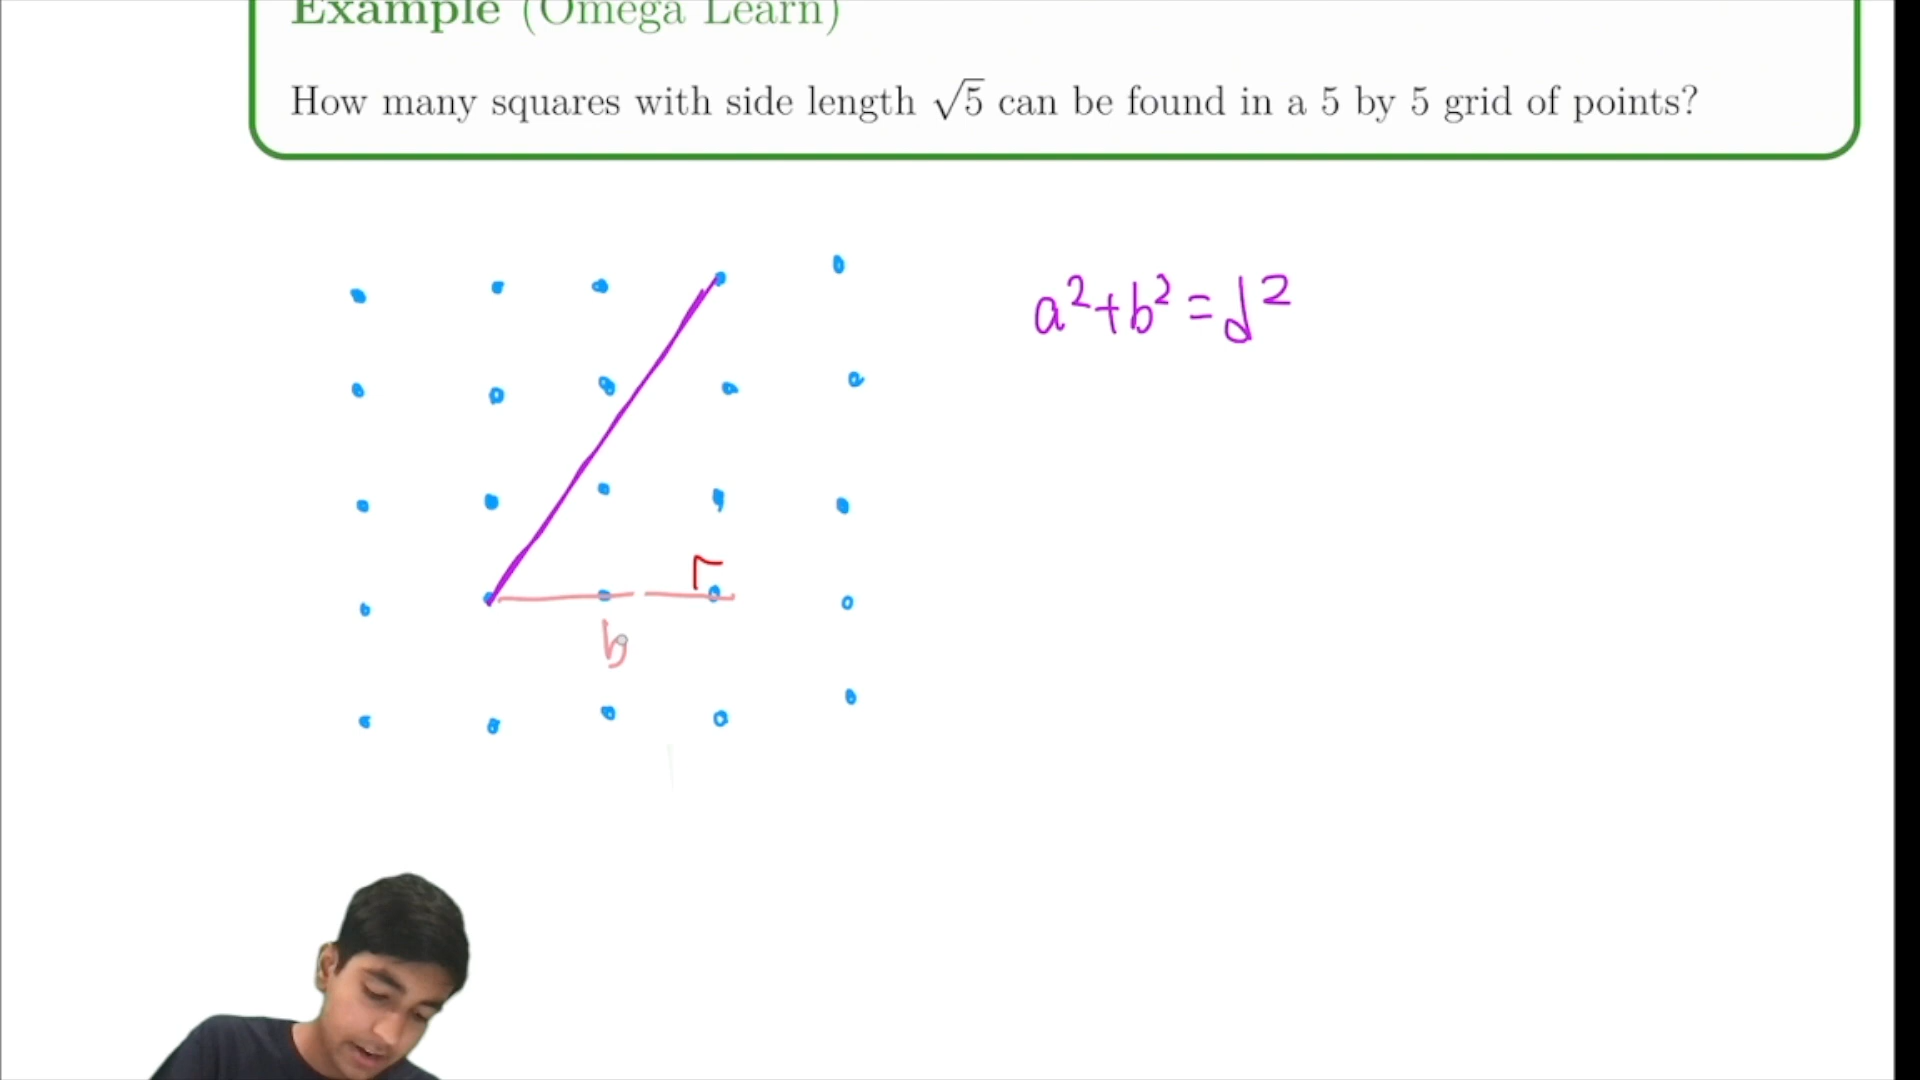 Example (Omega Learn)
How many squares with side length √5 can be found in a 5 by 5 grid of points?
a²+b²=d²
b